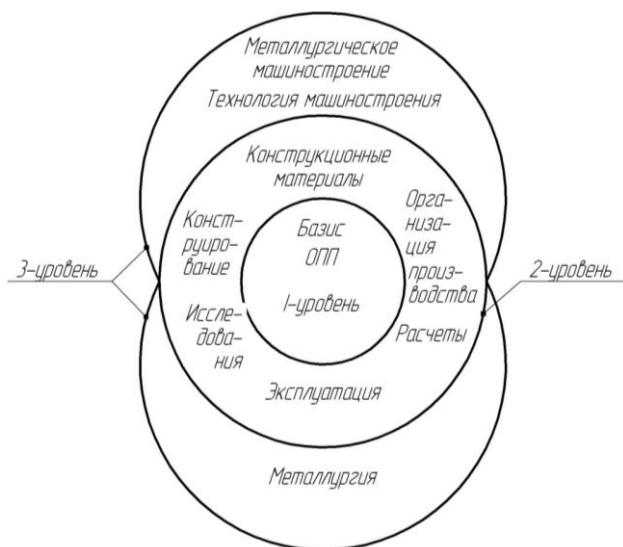 Металлургическое
машиностроение
Технология машиностроения
Конструкционные
материалы
Конст-
руиро-
вание
Орга-
низа-
ция
произ-
водства
Базис
ОПП
1-уровень
3-уровень
2-уровень
Иссле-
дова-
ния
Расчеты
Эксплуатация
Металлургия